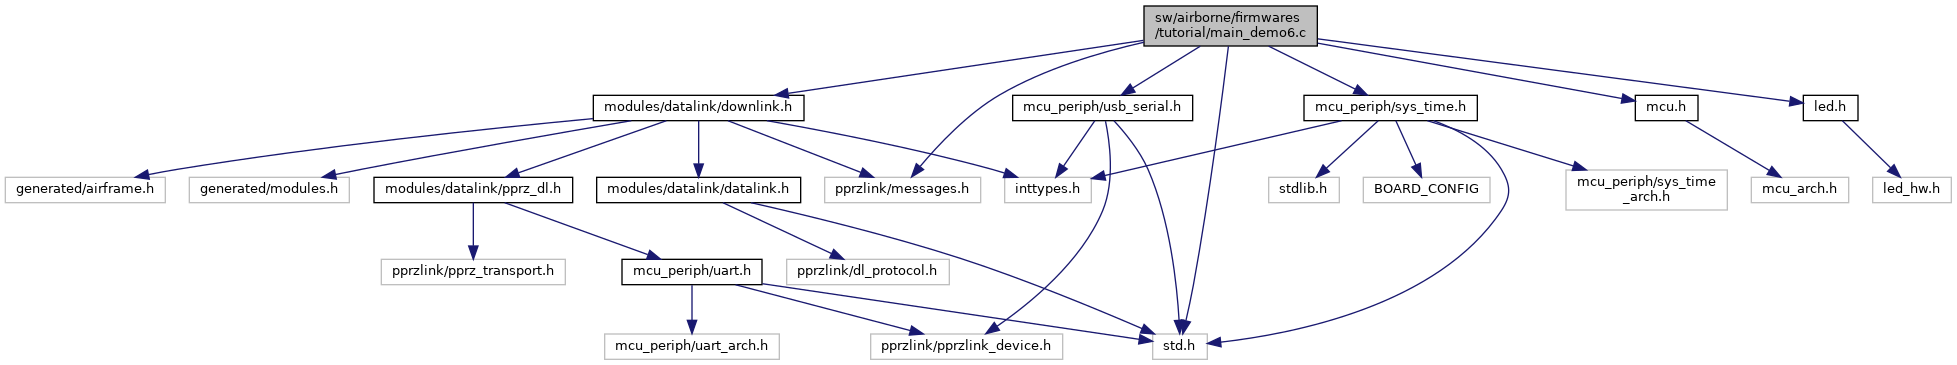 sw/airborne/firmwares
/tutorial/main_demo6.c
modules/datalink/downlink.h
mcu_periph/usb_serial.h
mcu_periph/sys_time.h
mcu.h
led.h
generated/airframe.h
generated/modules.h
modules/datalink/pprz_dl.h
modules/datalink/datalink.h
pprzlink/messages.h
inttypes.h
stdlib.h
BOARD_CONFIG
mcu_periph/sys_time
_arch.h
mcu_arch.h
led_hw.h
pprzlink/pprz_transport.h
mcu_periph/uart.h
pprzlink/dl_protocol.h
mcu_periph/uart_arch.h
pprzlink/pprzlink_device.h
std.h